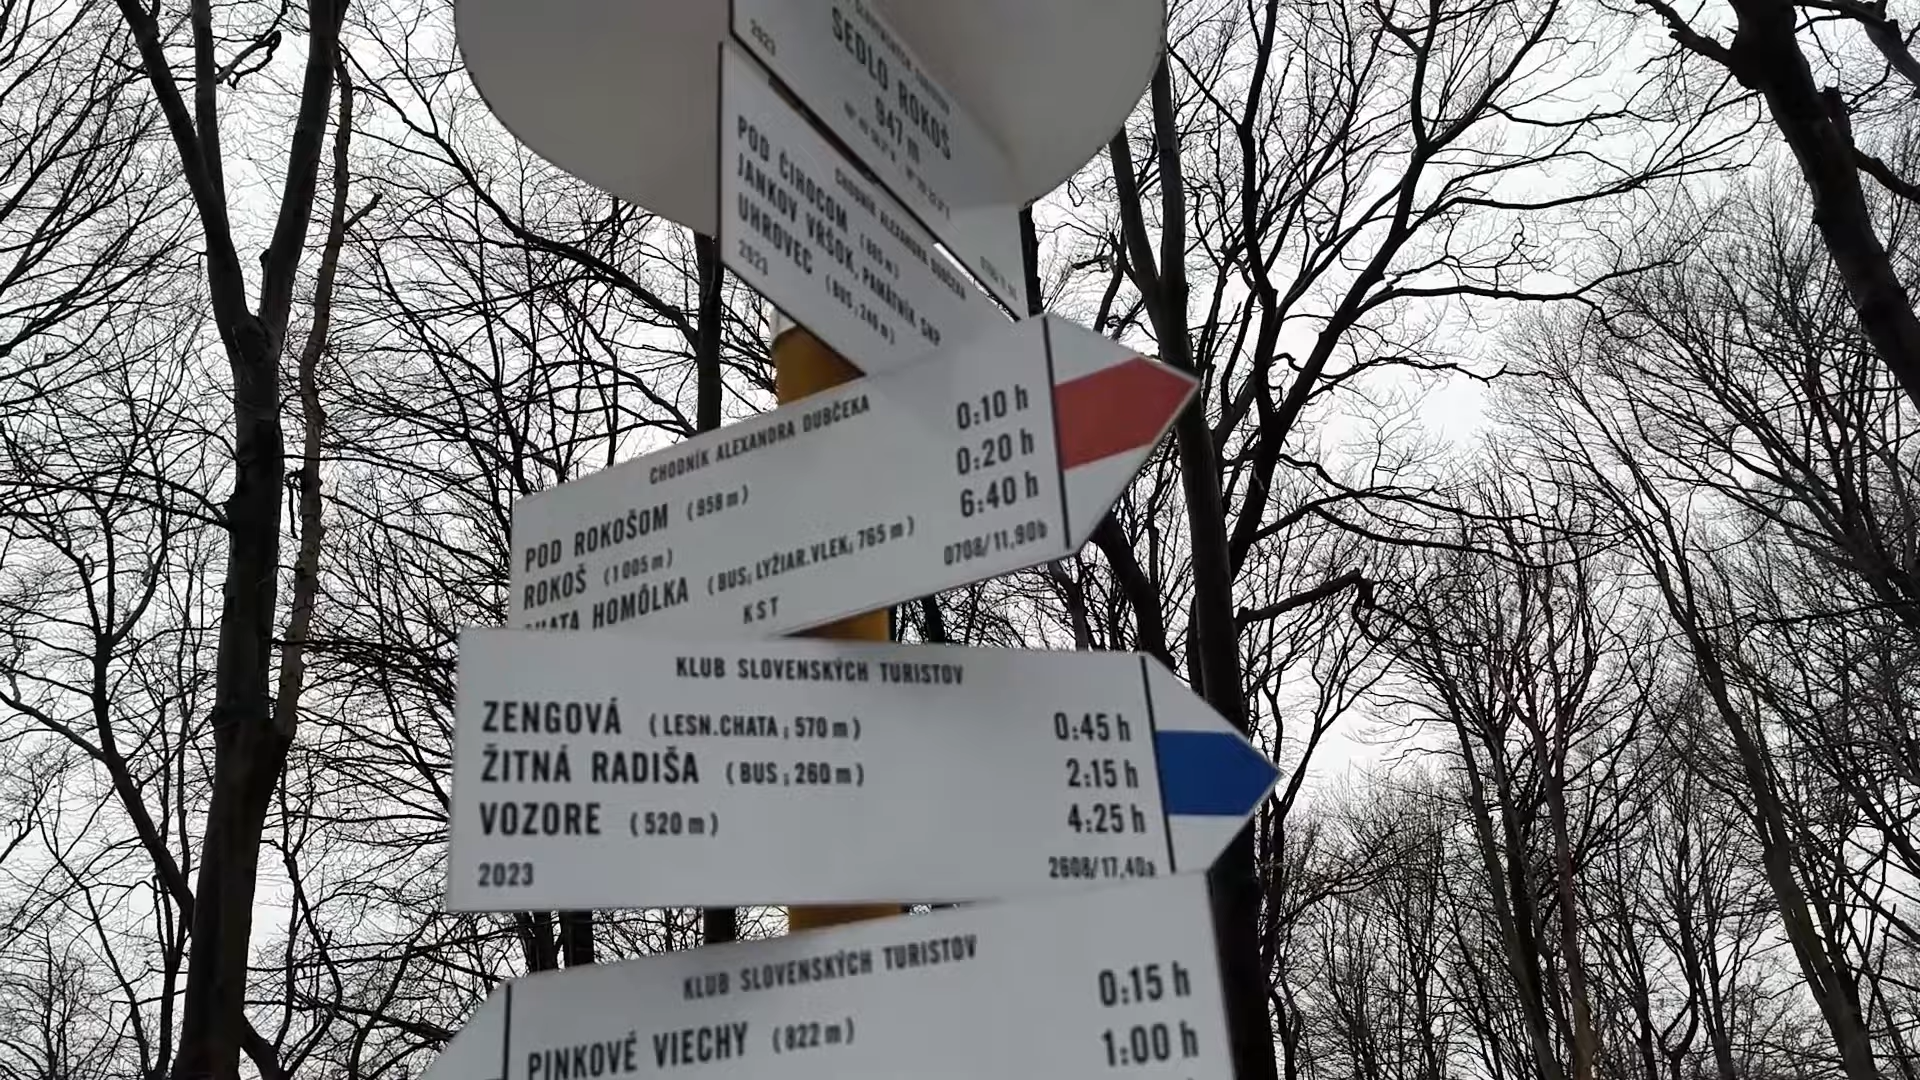 SEDLO ROKOŠ
947 m
2023
CHODNÍK ALEXANDRA DUBČEKA
POD ČIHOCOM
JANKOV VŔŠOK, PAMÄTNÍK SNP
UHROVEC (BUS; 240 m)
2023
CHODNÍK ALEXANDRA DUBČEKA
POD ROKOŠOM (958 m) 0:10 h
ROKOŠ (1005 m) 0:20 h
HOMÔLKA (BUS; LYŽIAR.VLEK; 765 m) 6:40 h
KST 0708/11,90b
KLUB SLOVENSKÝCH TURISTOV
ZENGOVÁ (LESN.CHATA; 570 m) 0:45 h
ŽITNÁ RADIŠA (BUS; 260 m) 2:15 h
VOZORE (520 m) 4:25 h
2023 2608/17,40a
KLUB SLOVENSKÝCH TURISTOV
PINKOVÉ VIECHY (822 m) 0:15 h
1:00 h